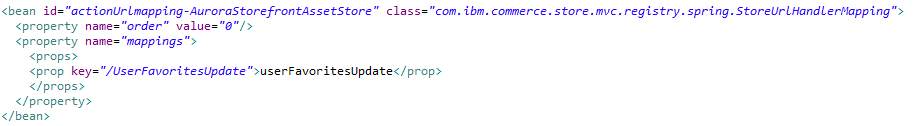 <bean id="actionUrlmapping-AuroraStorefrontAssetStore" class="com.ibm.commerce.store.mvc.registry.spring.StoreUrlHandlerMapping">
<property name="order" value="0"/>
<property name="mappings">
<props>
<prop key="/UserFavoritesUpdate">userFavoritesUpdate</prop>
</props>
</property>
</bean>